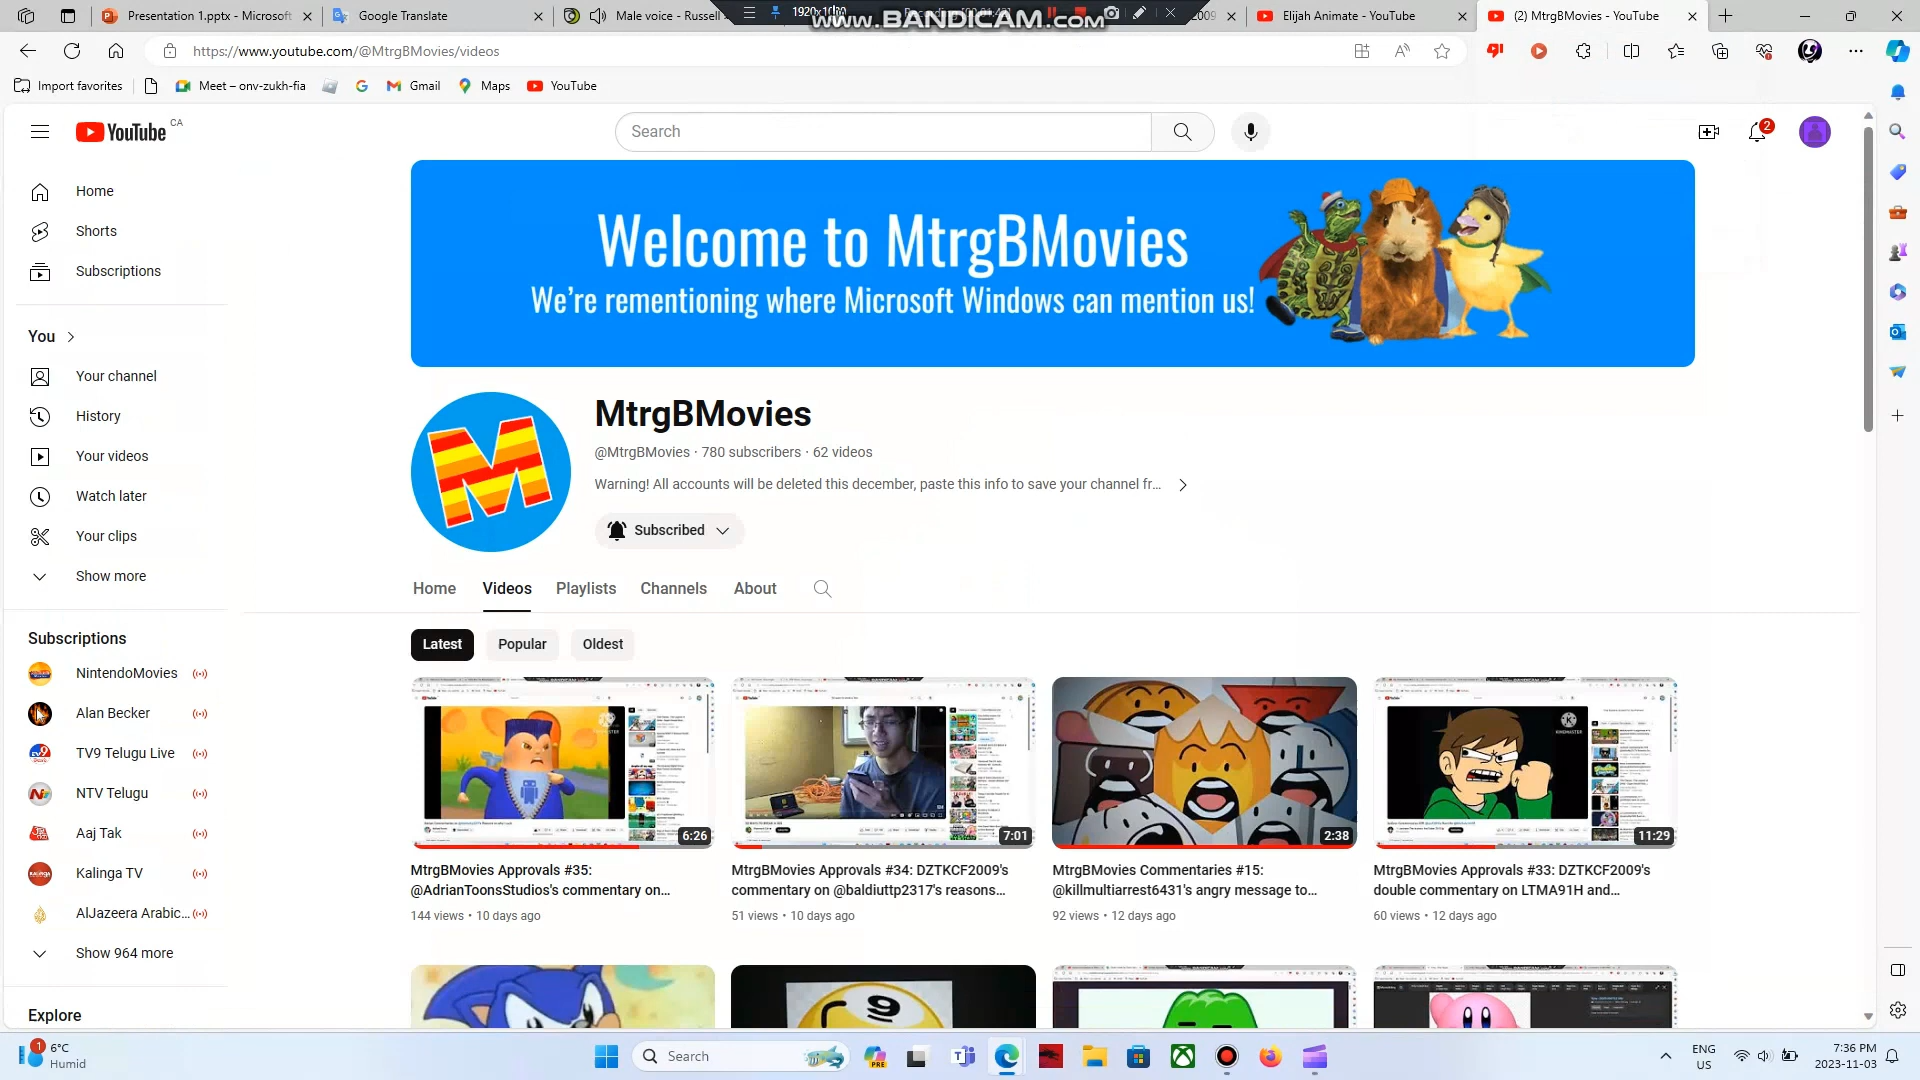 Presentation 1.pptx - Microsoft
Google Translate
Male voice - Russell
1920x1080
www.BANDICAM.com
2009
Elijah Animate - YouTube
(2) MtrgBMovies - YouTube
https://www.youtube.com/@MtrgBMovies/videos
Import favorites
Meet – onv-zukh-fia
Gmail
Maps
YouTube
YouTube CA
Search
2
Home
Shorts
Subscriptions
You
Your channel
History
Your videos
Watch later
Your clips
Show more
Subscriptions
NintendoMovies
Alan Becker
TV9 Telugu Live
NTV Telugu
Aaj Tak
Kalinga TV
AlJazeera Arabic...
Show 964 more
Explore
Welcome to MtrgBMovies
We're rementioning where Microsoft Windows can mention us!
MtrgBMovies
@MtrgBMovies · 780 subscribers · 62 videos
Warning! All accounts will be deleted this december, paste this info to save your channel fr...
Subscribed
Home
Videos
Playlists
Channels
About
Latest
Popular
Oldest
6:26
7:01
2:38
11:29
MtrgBMovies Approvals #35:
@AdrianToonsStudios's commentary on...
144 views • 10 days ago
MtrgBMovies Approvals #34: DZTKCF2009's
commentary on @baldiuttp2317's reasons...
51 views • 10 days ago
MtrgBMovies Commentaries #15:
@killmultiarrest6431's angry message to...
92 views • 12 days ago
MtrgBMovies Approvals #33: DZTKCF2009's
double commentary on LTMA91H and...
60 views • 12 days ago
9
1
6°C
Humid
Search
PRE
ENG
US
7:36 PM
2023-11-03